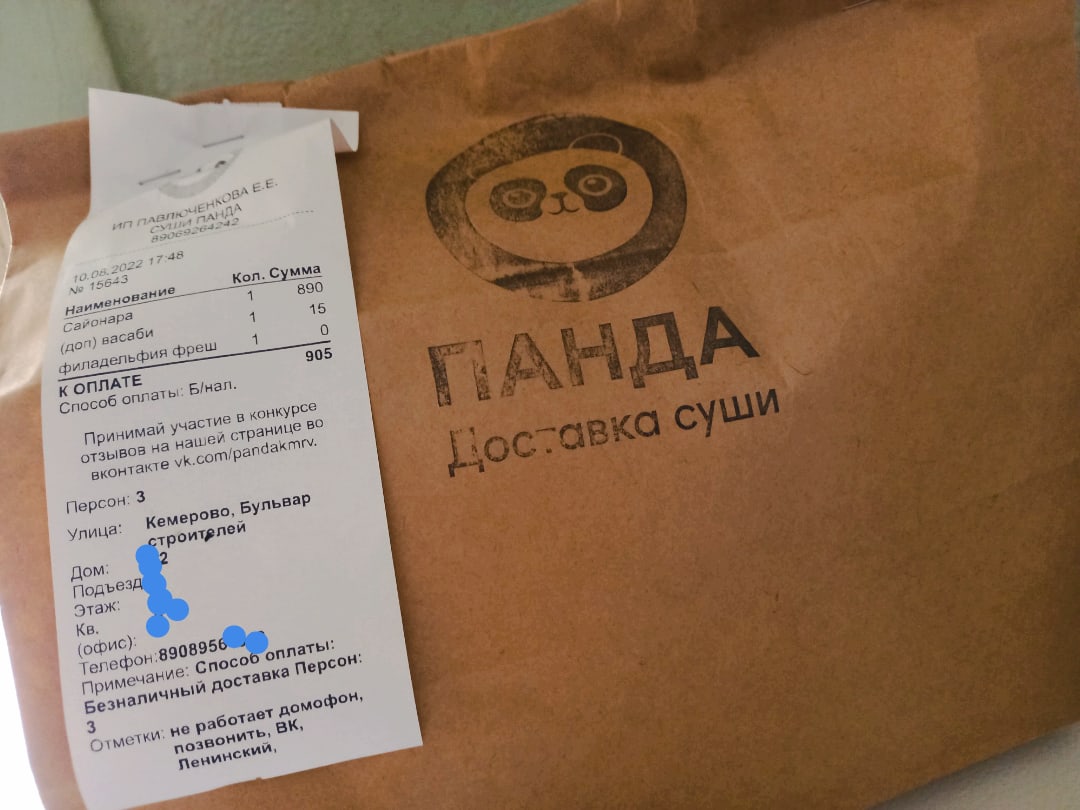 ИП ПАВЛЮЧЕНКОВА Е.Е.
СУШИ ПАНДА
89069264242
10.08.2022 17:48
№ 15643
Наименование Кол. Сумма
Сайонара 1 890
(доп) васаби 1 15
филадельфия фреш 1 0
К ОПЛАТЕ 905
Способ оплаты: Б/нал.
Принимай участие в конкурсе
отзывов на нашей странице во
вконтакте vk.com/pandakmrv.
Персон: 3
Улица: Кемерово, Бульвар
строителей
Дом: 2
Подъезд
Этаж:
Кв.
(офис):
Телефон:8908956
Примечание: Способ оплаты:
Безналичный доставка Персон:
3
Отметки: не работает домофон,
позвонить, ВК,
Ленинский,
ПАНДА
Доставка суши